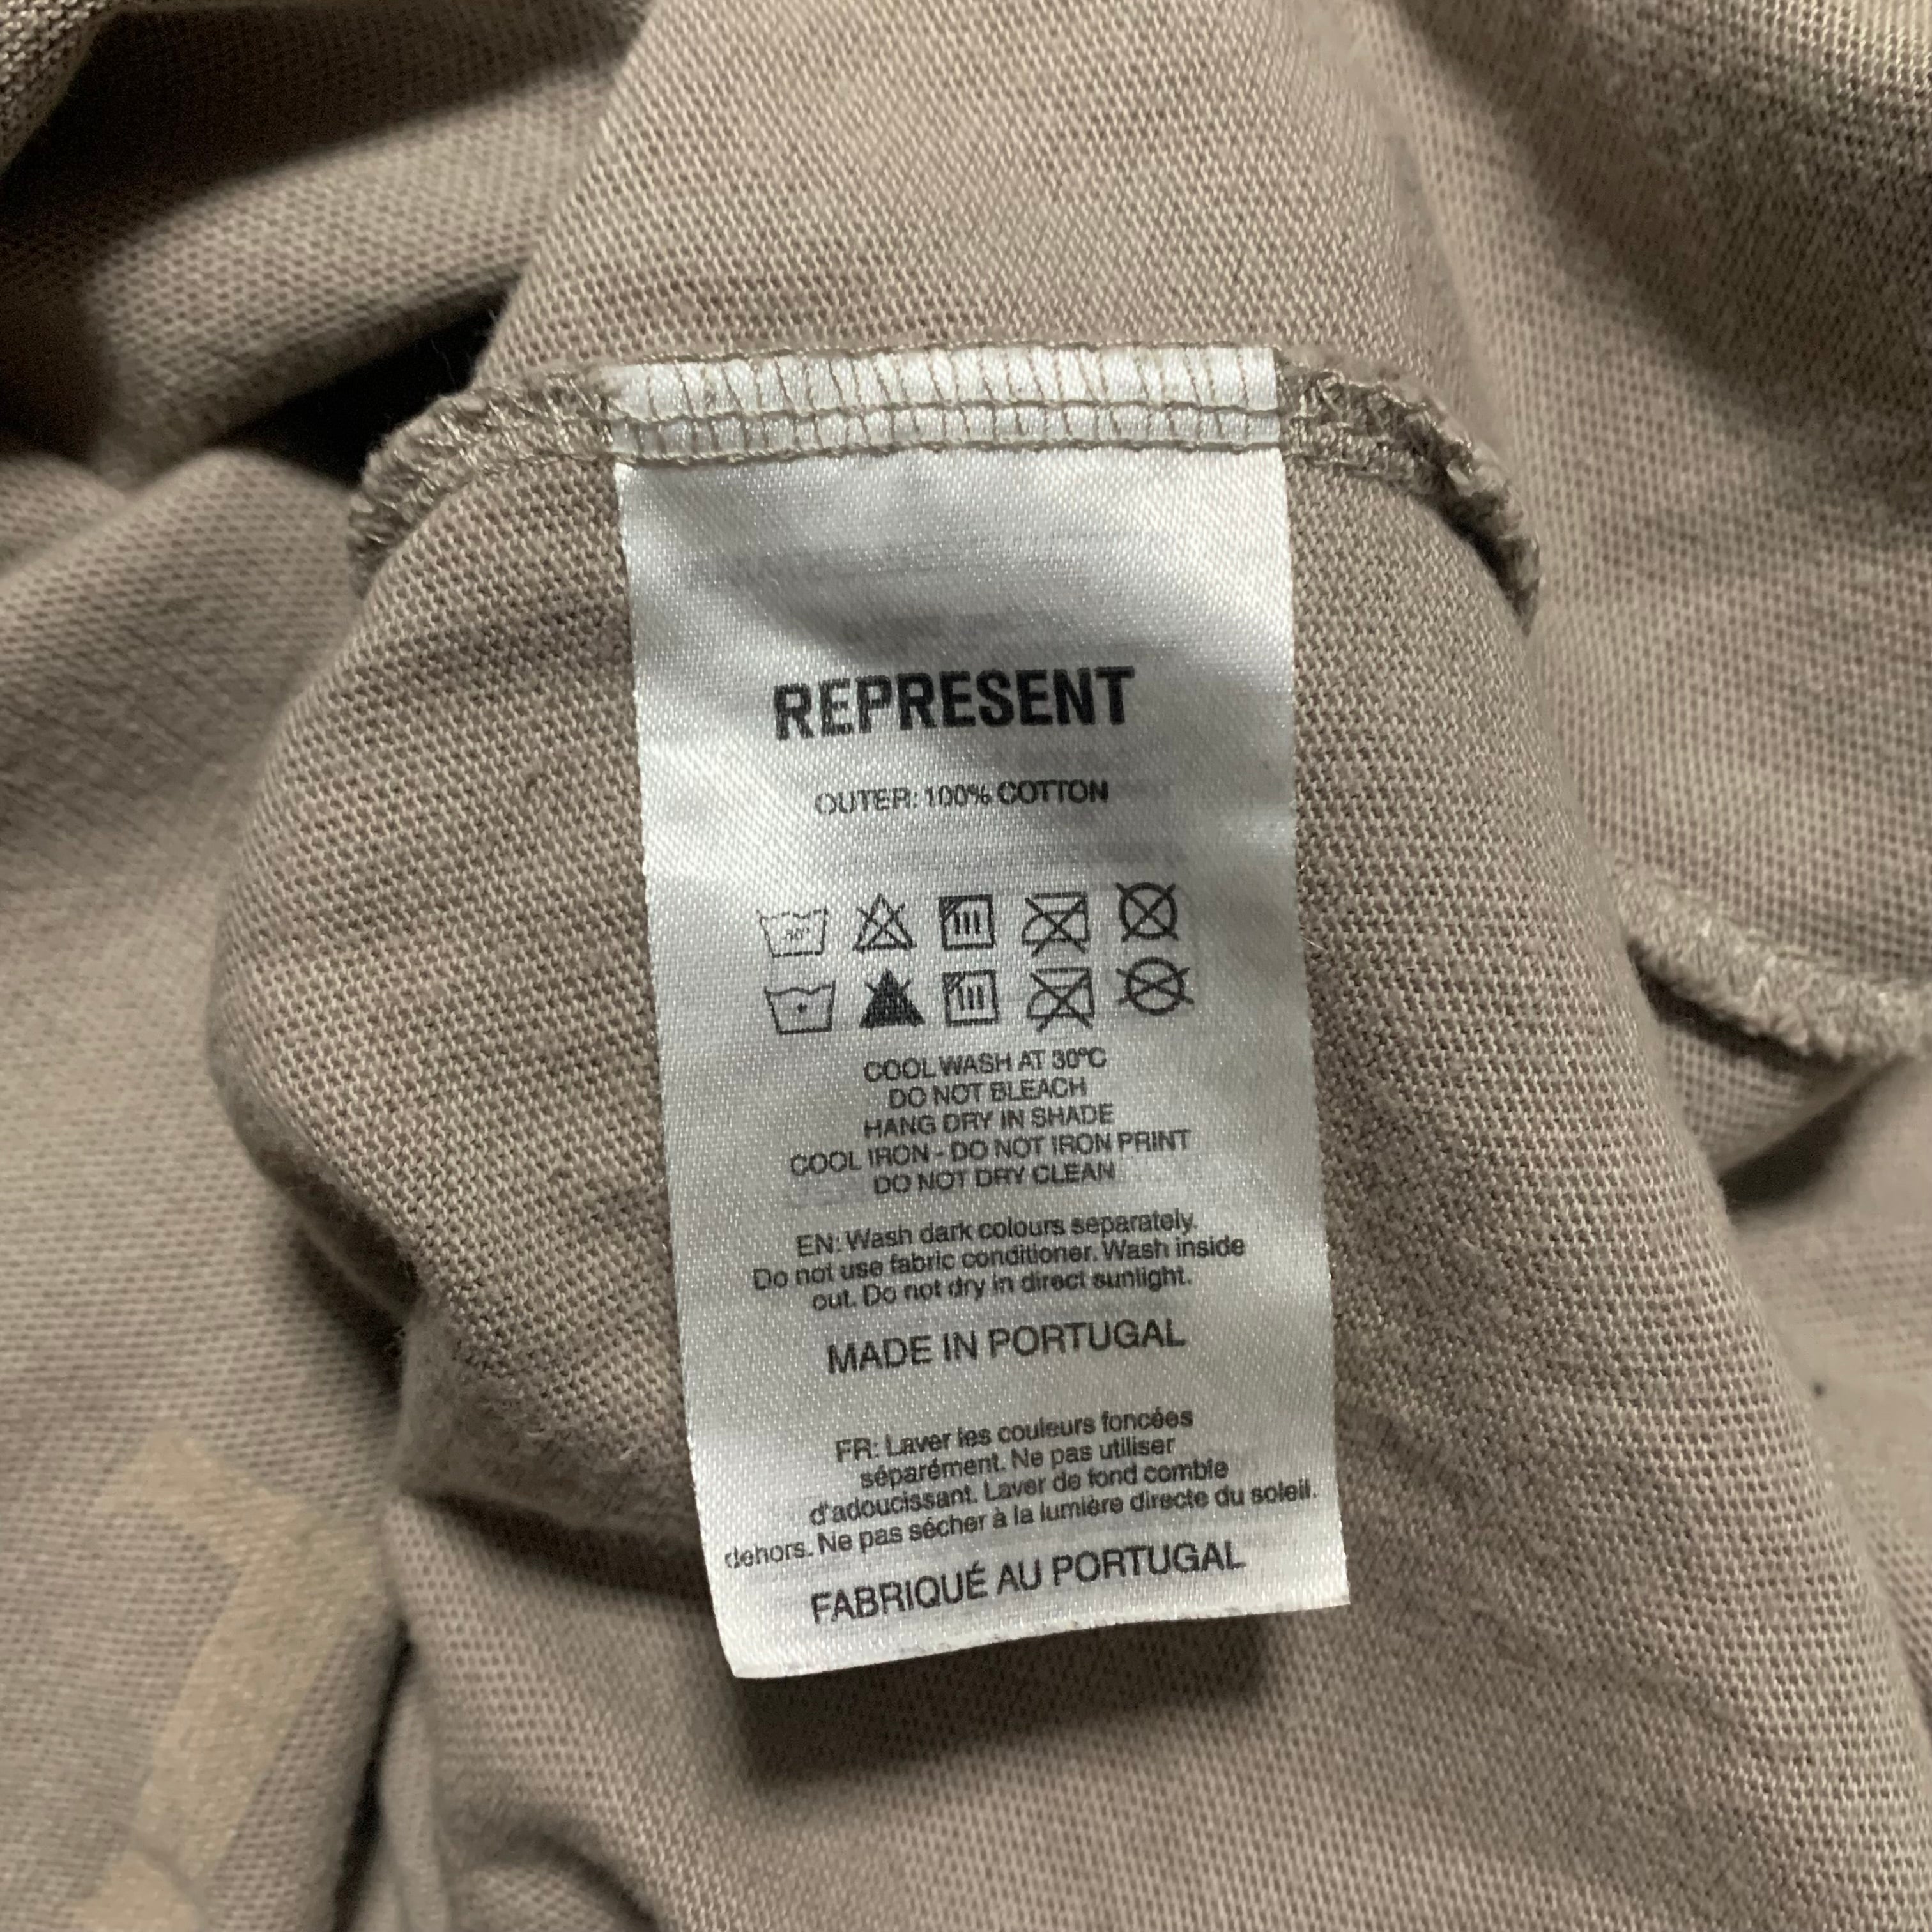 REPRESENT
OUTER: 100% COTTON
30°
COOL WASH AT 30°C
DO NOT BLEACH
HANG DRY IN SHADE
COOL IRON - DO NOT IRON PRINT
DO NOT DRY CLEAN
EN: Wash dark colours separately.
Do not use fabric conditioner. Wash inside
out. Do not dry in direct sunlight.
MADE IN PORTUGAL
FR: Laver les couleurs foncées
séparément. Ne pas utiliser
d'adoucissant. Laver de fond comble
dehors. Ne pas sécher à la lumière directe du soleil.
FABRIQUÉ AU PORTUGAL